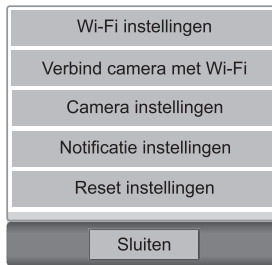 Wi-Fi instellingen
Verbind camera met Wi-Fi
Camera instellingen
Notificatie instellingen
Reset instellingen
Sluiten